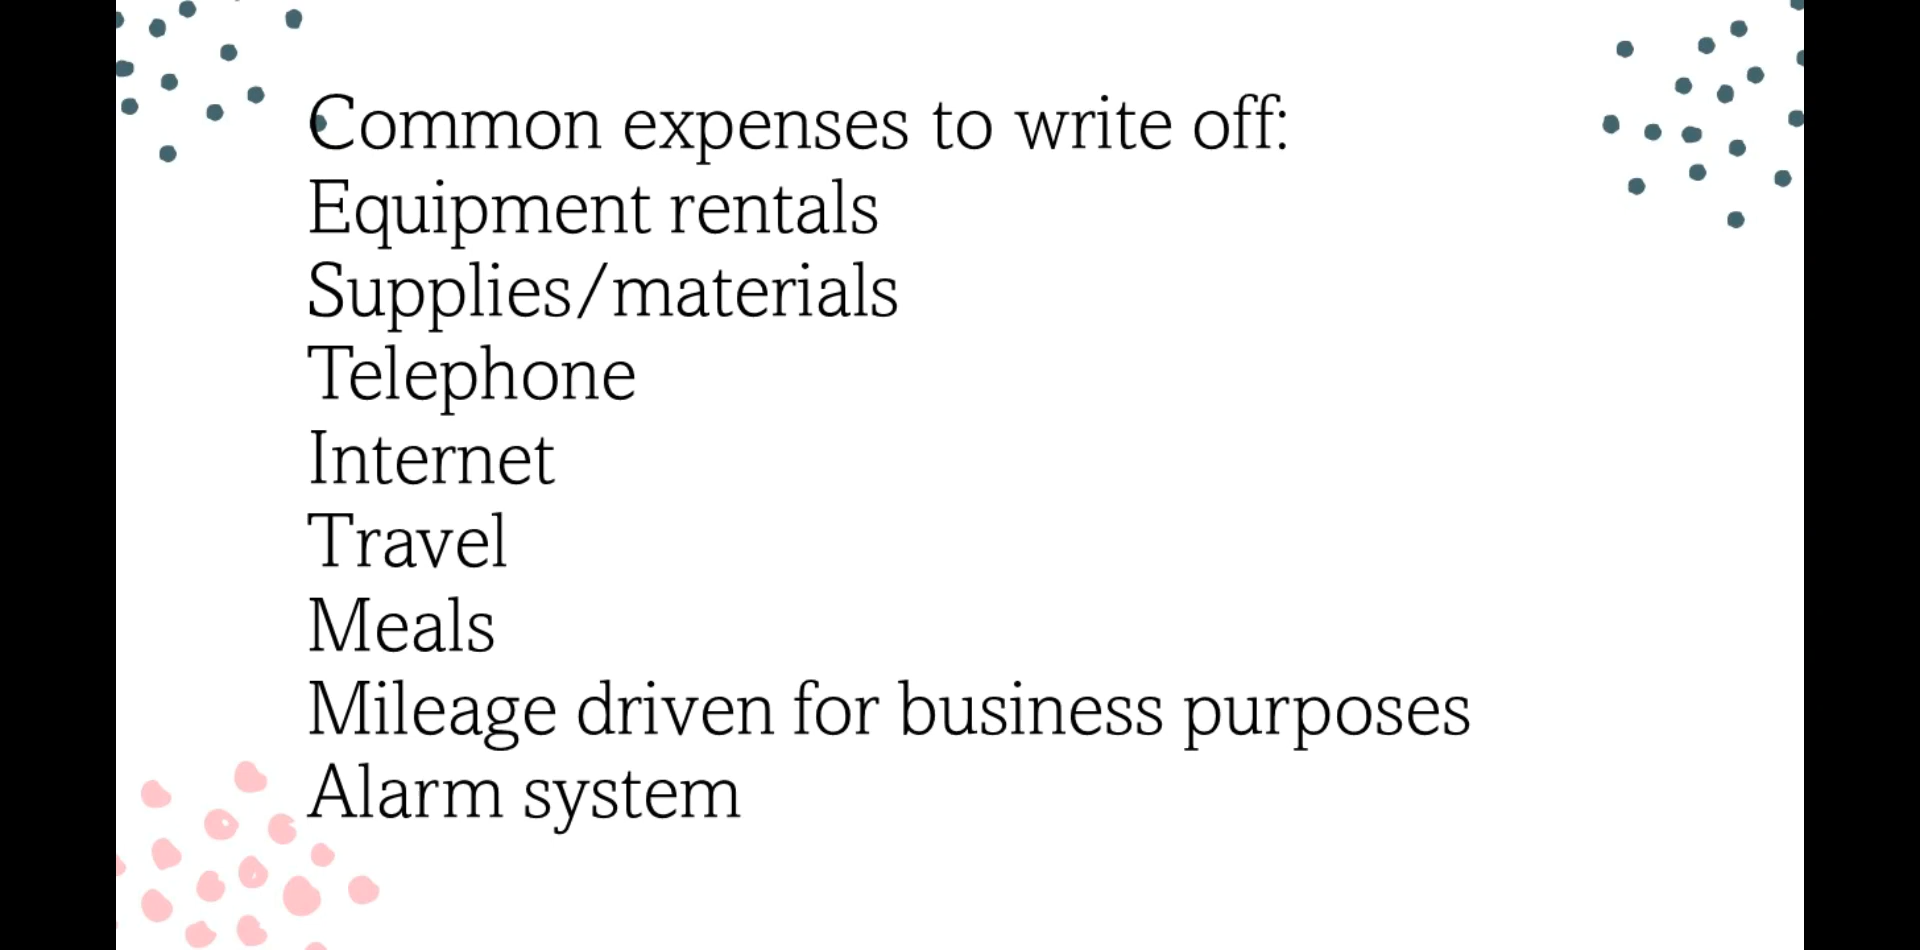 Common expenses to write off:
Equipment rentals
Supplies/materials
Telephone
Internet
Travel
Meals
Mileage driven for business purposes
Alarm system